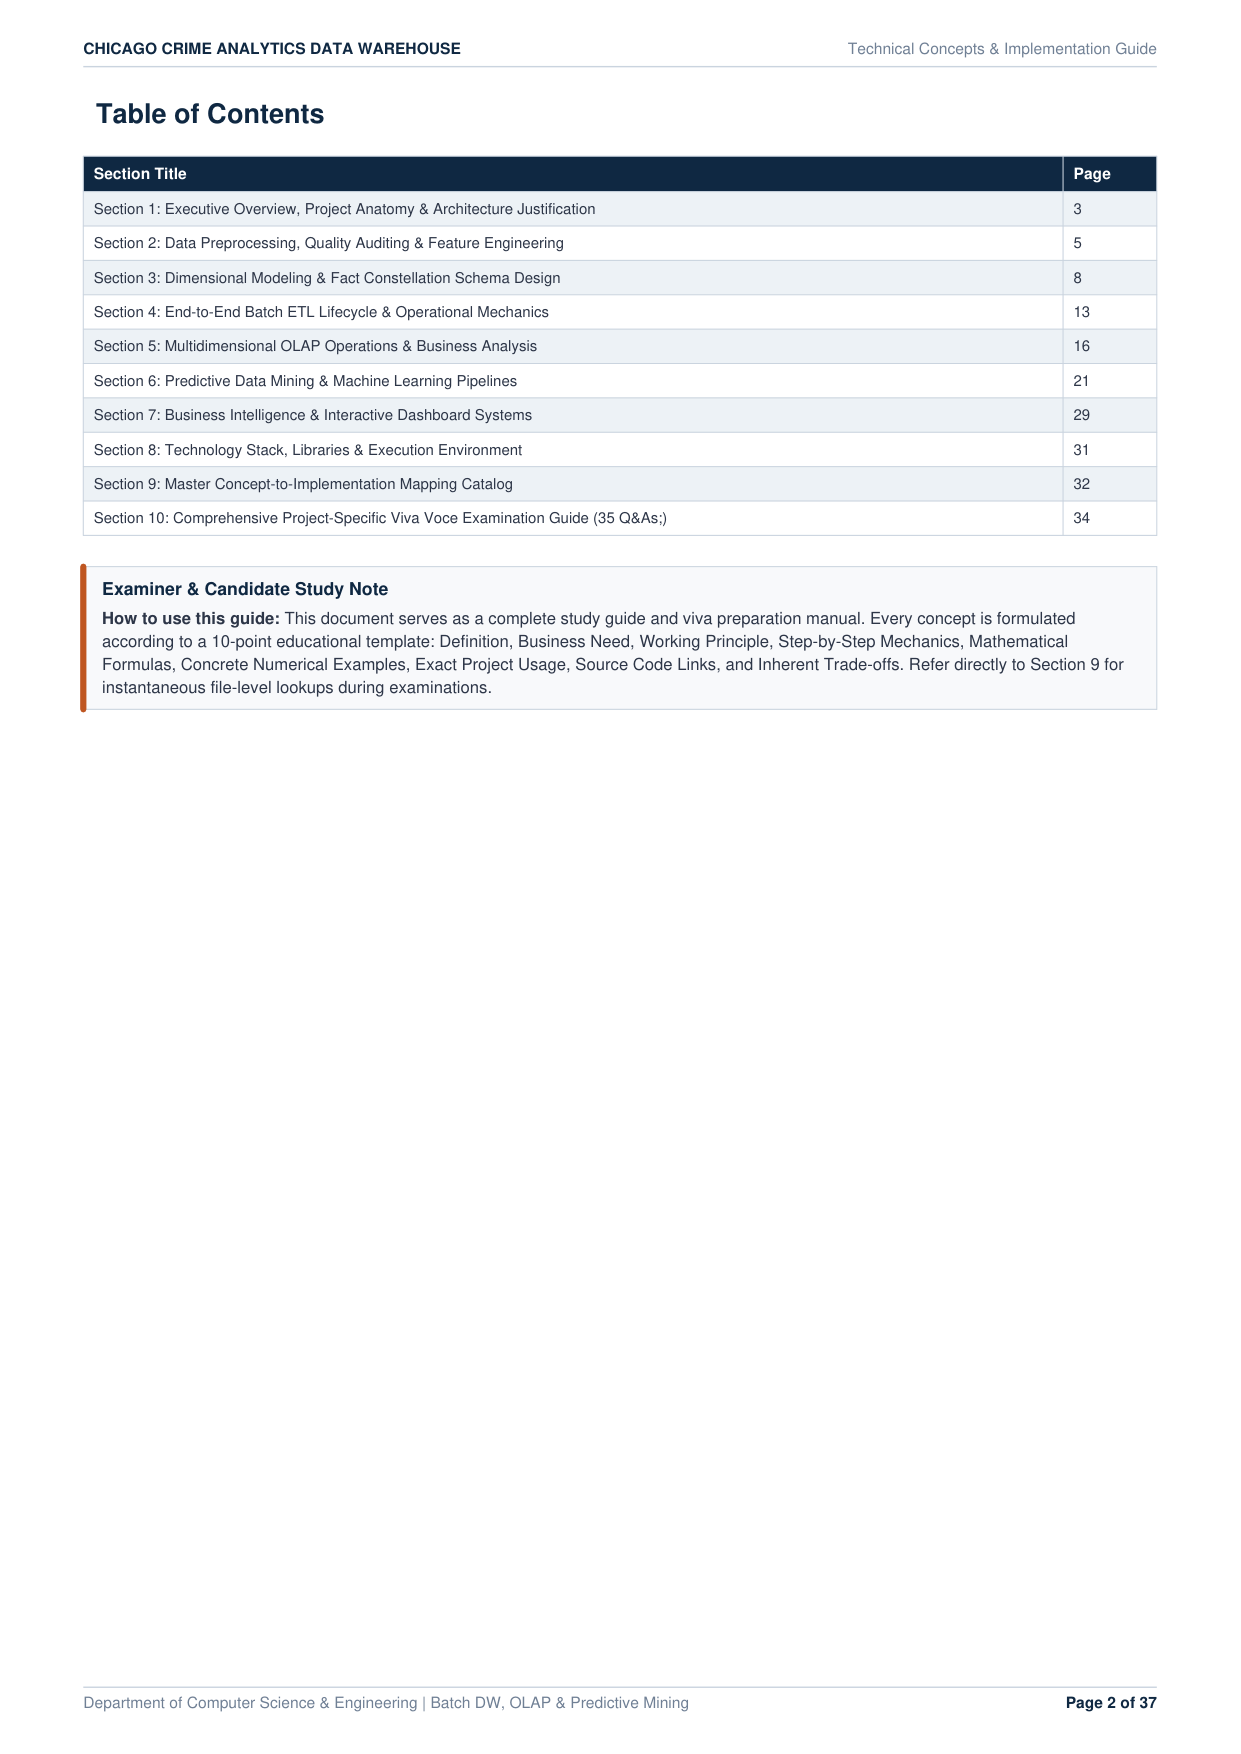 CHICAGO CRIME ANALYTICS DATA WAREHOUSE
Technical Concepts & Implementation Guide
Table of Contents
Section Title Page
Section 1: Executive Overview, Project Anatomy & Architecture Justification 3
Section 2: Data Preprocessing, Quality Auditing & Feature Engineering 5
Section 3: Dimensional Modeling & Fact Constellation Schema Design 8
Section 4: End-to-End Batch ETL Lifecycle & Operational Mechanics 13
Section 5: Multidimensional OLAP Operations & Business Analysis 16
Section 6: Predictive Data Mining & Machine Learning Pipelines 21
Section 7: Business Intelligence & Interactive Dashboard Systems 29
Section 8: Technology Stack, Libraries & Execution Environment 31
Section 9: Master Concept-to-Implementation Mapping Catalog 32
Section 10: Comprehensive Project-Specific Viva Voce Examination Guide (35 Q&As;) 34
Examiner & Candidate Study Note
How to use this guide: This document serves as a complete study guide and viva preparation manual. Every concept is formulated
according to a 10-point educational template: Definition, Business Need, Working Principle, Step-by-Step Mechanics, Mathematical
Formulas, Concrete Numerical Examples, Exact Project Usage, Source Code Links, and Inherent Trade-offs. Refer directly to Section 9 for
instantaneous file-level lookups during examinations.
Department of Computer Science & Engineering | Batch DW, OLAP & Predictive Mining
Page 2 of 37